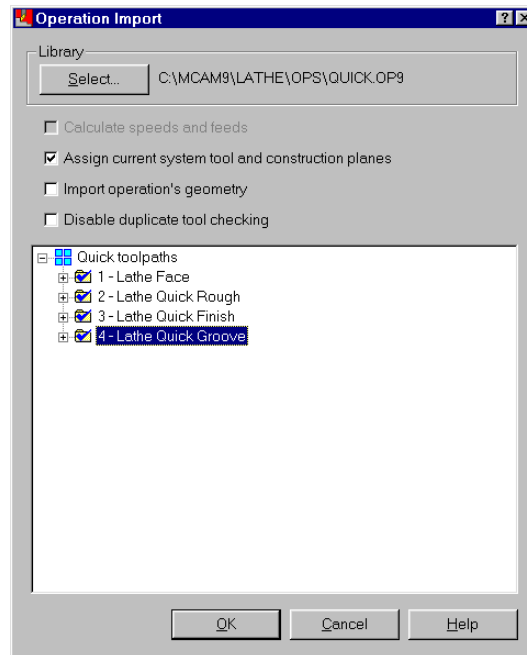 Operation Import
Library
Select... C:\MCAM9\LATHE\OPS\QUICK.OP9
Calculate speeds and feeds
Assign current system tool and construction planes
Import operation's geometry
Disable duplicate tool checking
Quick toolpaths
1 - Lathe Face
2 - Lathe Quick Rough
3 - Lathe Quick Finish
4 - Lathe Quick Groove
OK Cancel Help